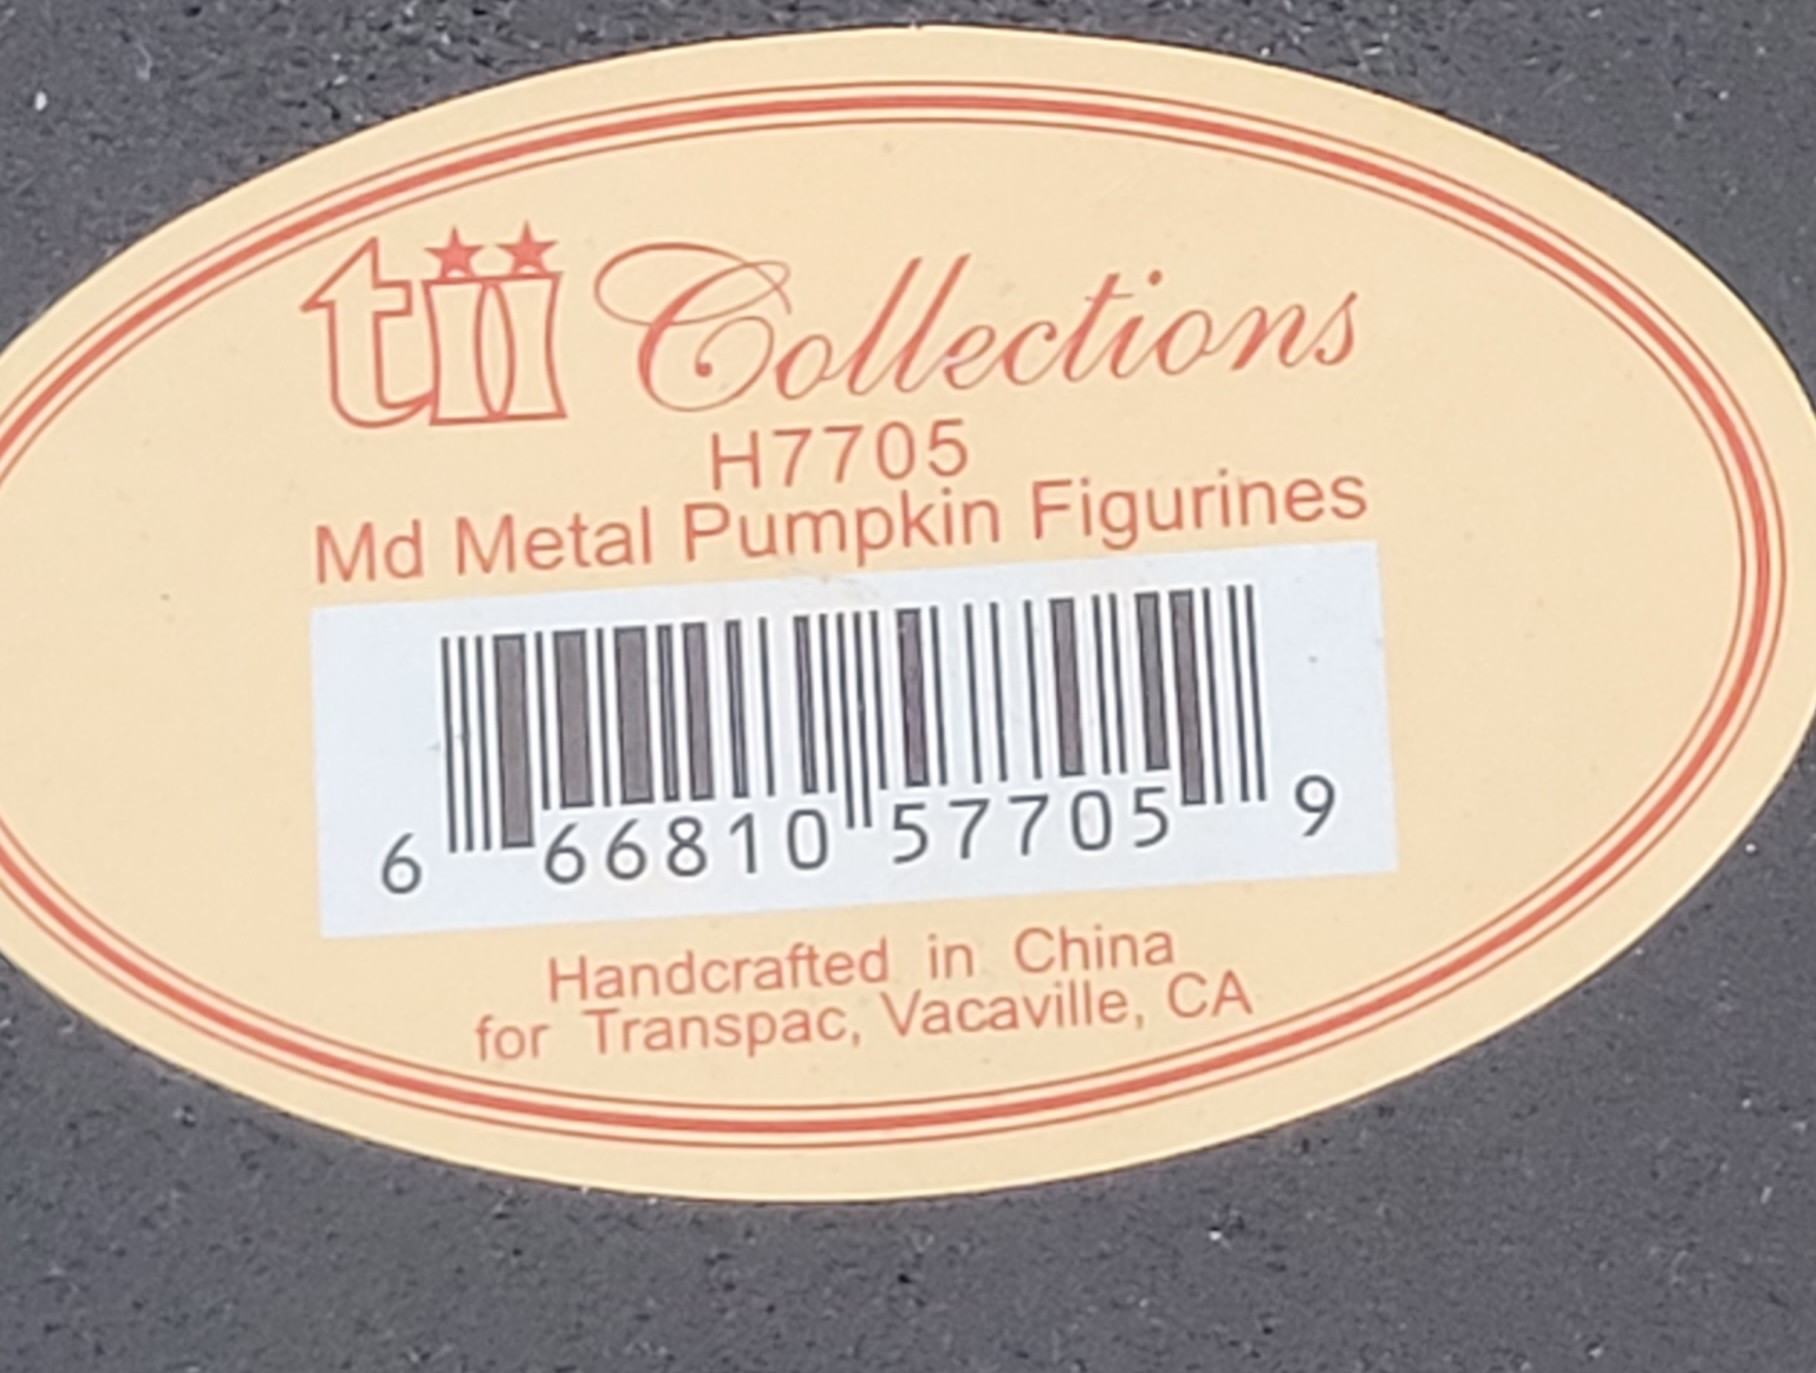 tii Collections
H7705
Md Metal Pumpkin Figurines
6 66810 57705 9
Handcrafted in China
for Transpac, Vacaville, CA